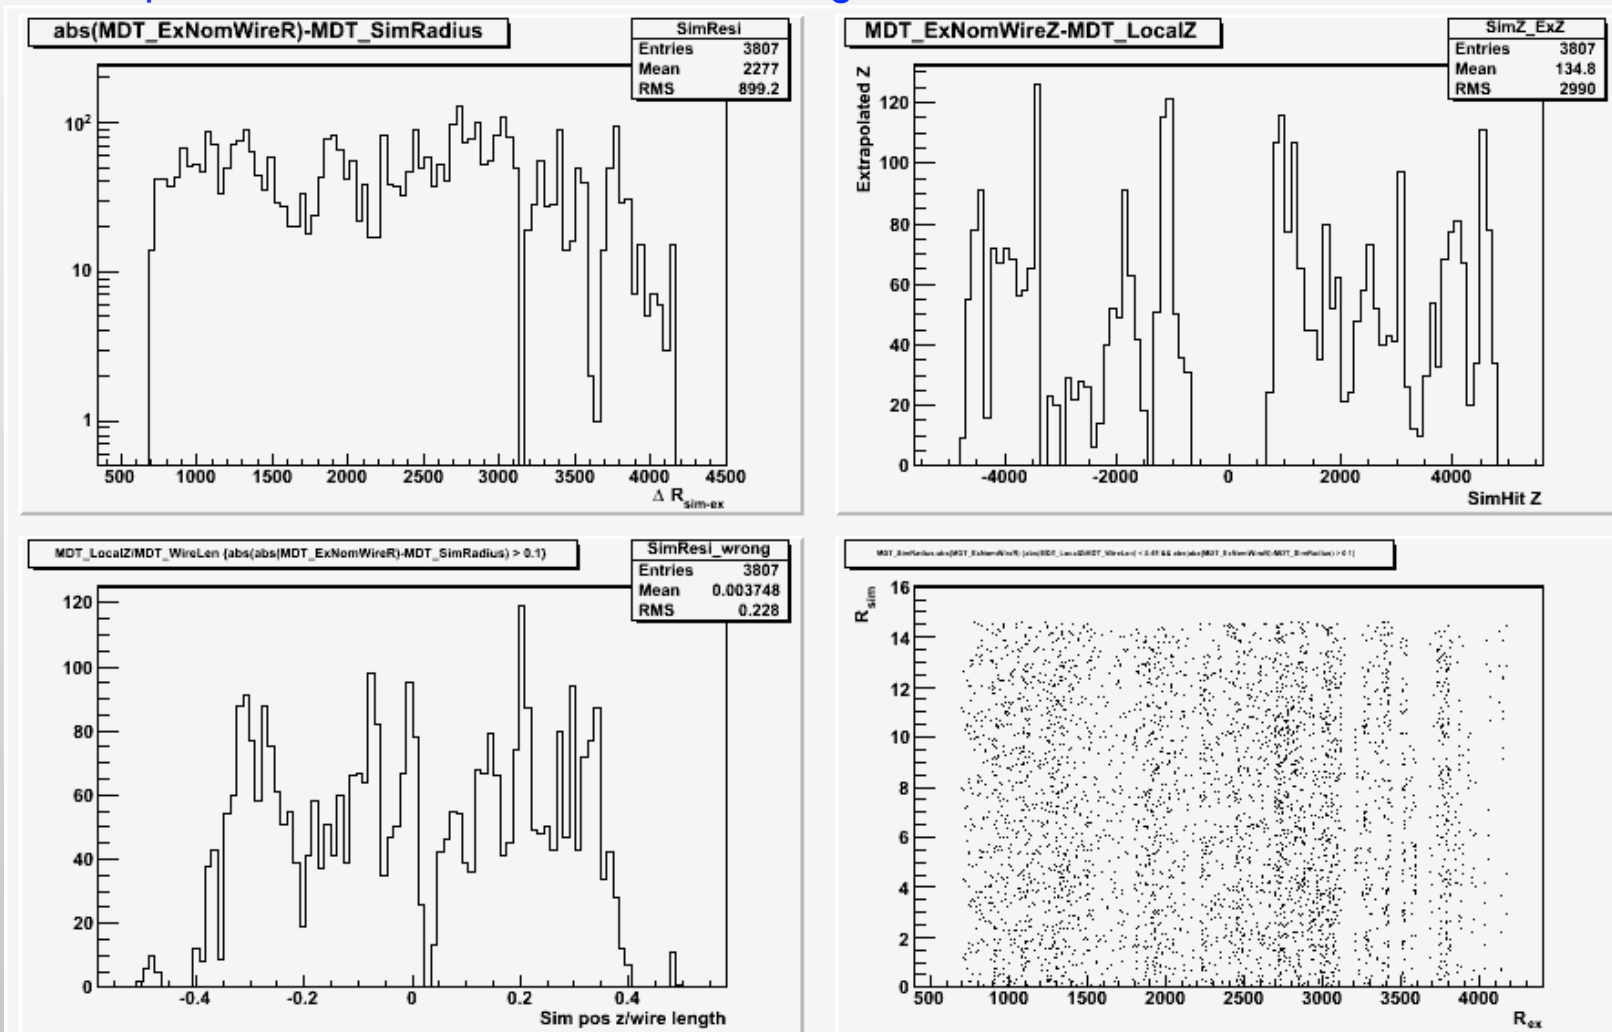 abs(MDT_ExNomWireR)-MDT_SimRadius
SimResi
Entries 3807
Mean 2277
RMS 899.2
10²
10
1
500 1000 1500 2000 2500 3000 3500 4000 4500
Δ R sim-ex
MDT_ExNomWireZ-MDT_LocalZ
SimZ_ExZ
Entries 3807
Mean 134.8
RMS 2990
Extrapolated Z
120
100
80
60
40
20
0
-4000 -2000 0 2000 4000
SimHit Z
MDT_LocalZ/MDT_WireLen {abs(abs(MDT_ExNomWireR)-MDT_SimRadius) > 0.1}
SimResi_wrong
Entries 3807
Mean 0.003748
RMS 0.228
120
100
80
60
40
20
0
-0.4 -0.2 0 0.2 0.4
Sim pos z/wire length
R sim
16
14
12
10
8
6
4
2
0
500 1000 1500 2000 2500 3000 3500 4000
R ex